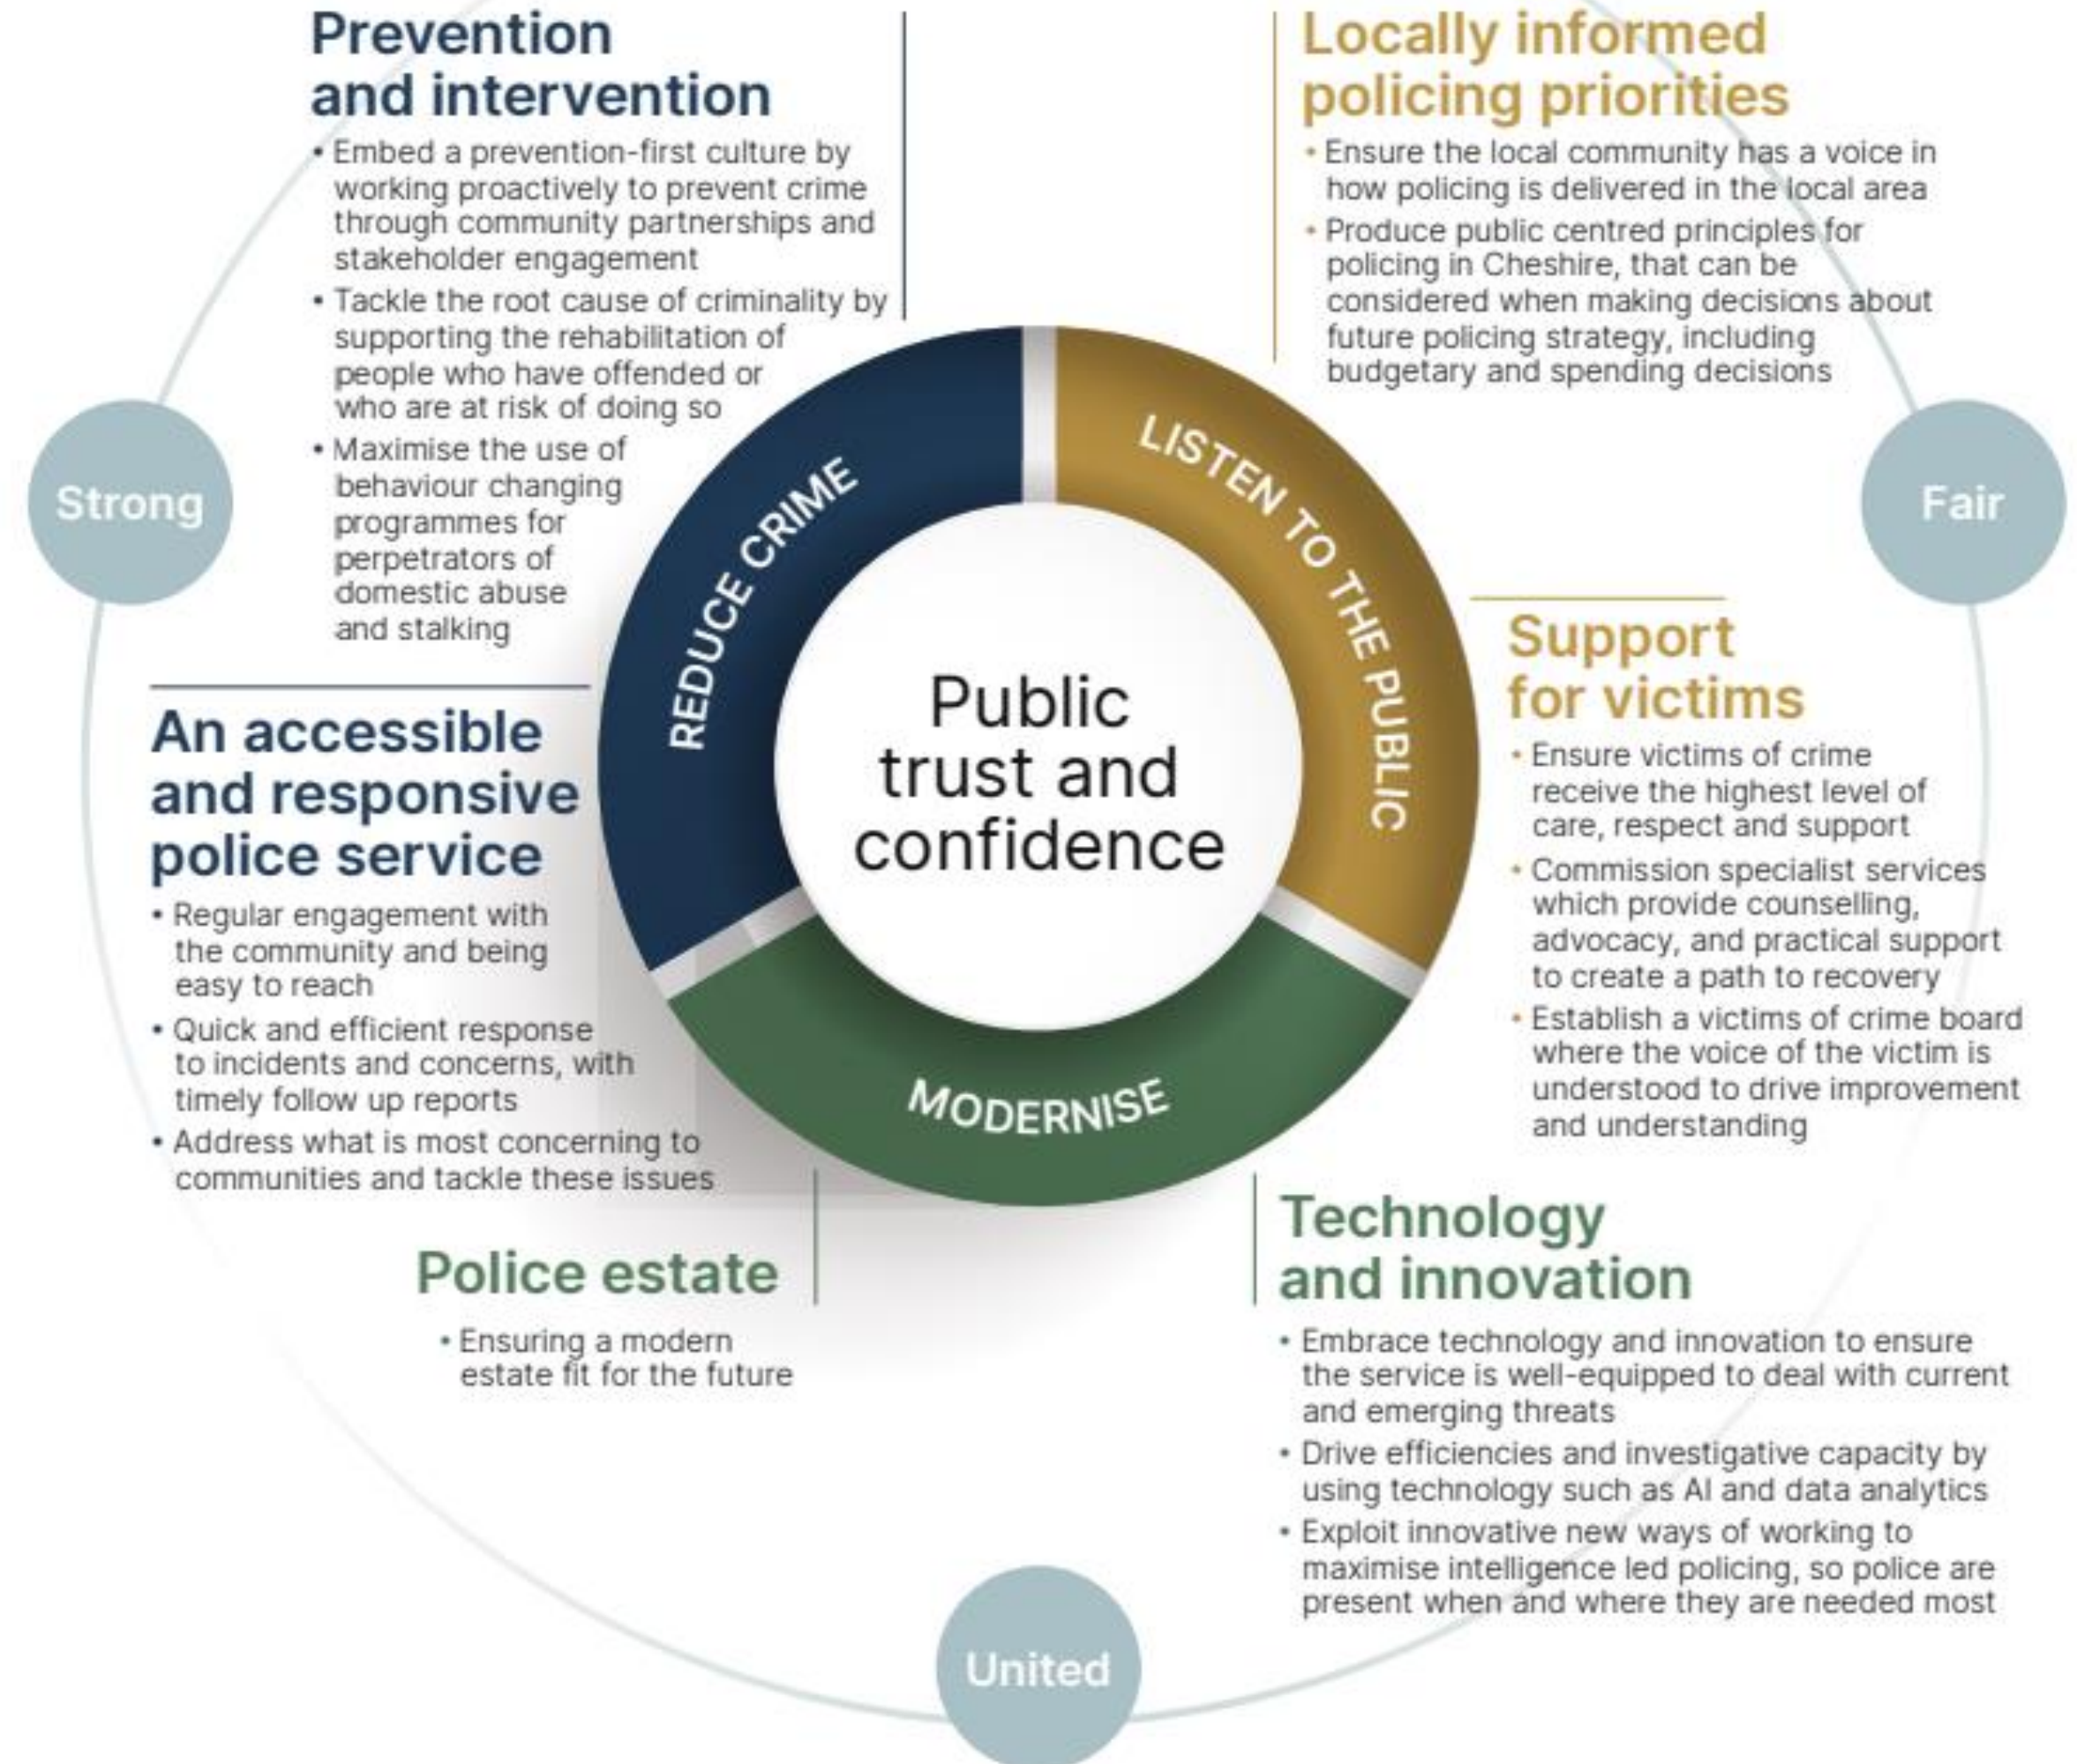 Prevention
and intervention
• Embed a prevention-first culture by
working proactively to prevent crime
through community partnerships and
stakeholder engagement
• Tackle the root cause of criminality by
supporting the rehabilitation of
people who have offended or
who are at risk of doing so
• Maximise the use of
behaviour changing
programmes for
perpetrators of
domestic abuse
and stalking
Locally informed
policing priorities
• Ensure the local community has a voice in
how policing is delivered in the local area
• Produce public centred principles for
policing in Cheshire, that can be
considered when making decisions about
future policing strategy, including
budgetary and spending decisions
Strong
Fair
REDUCE CRIME
LISTEN TO THE PUBLIC
MODERNISE
Public
trust and
confidence
An accessible
and responsive
police service
• Regular engagement with
the community and being
easy to reach
• Quick and efficient response
to incidents and concerns, with
timely follow up reports
• Address what is most concerning to
communities and tackle these issues
Support
for victims
• Ensure victims of crime
receive the highest level of
care, respect and support
• Commission specialist services
which provide counselling,
advocacy, and practical support
to create a path to recovery
• Establish a victims of crime board
where the voice of the victim is
understood to drive improvement
and understanding
Police estate
• Ensuring a modern
estate fit for the future
Technology
and innovation
• Embrace technology and innovation to ensure
the service is well-equipped to deal with current
and emerging threats
• Drive efficiencies and investigative capacity by
using technology such as AI and data analytics
• Exploit innovative new ways of working to
maximise intelligence led policing, so police are
present when and where they are needed most
United